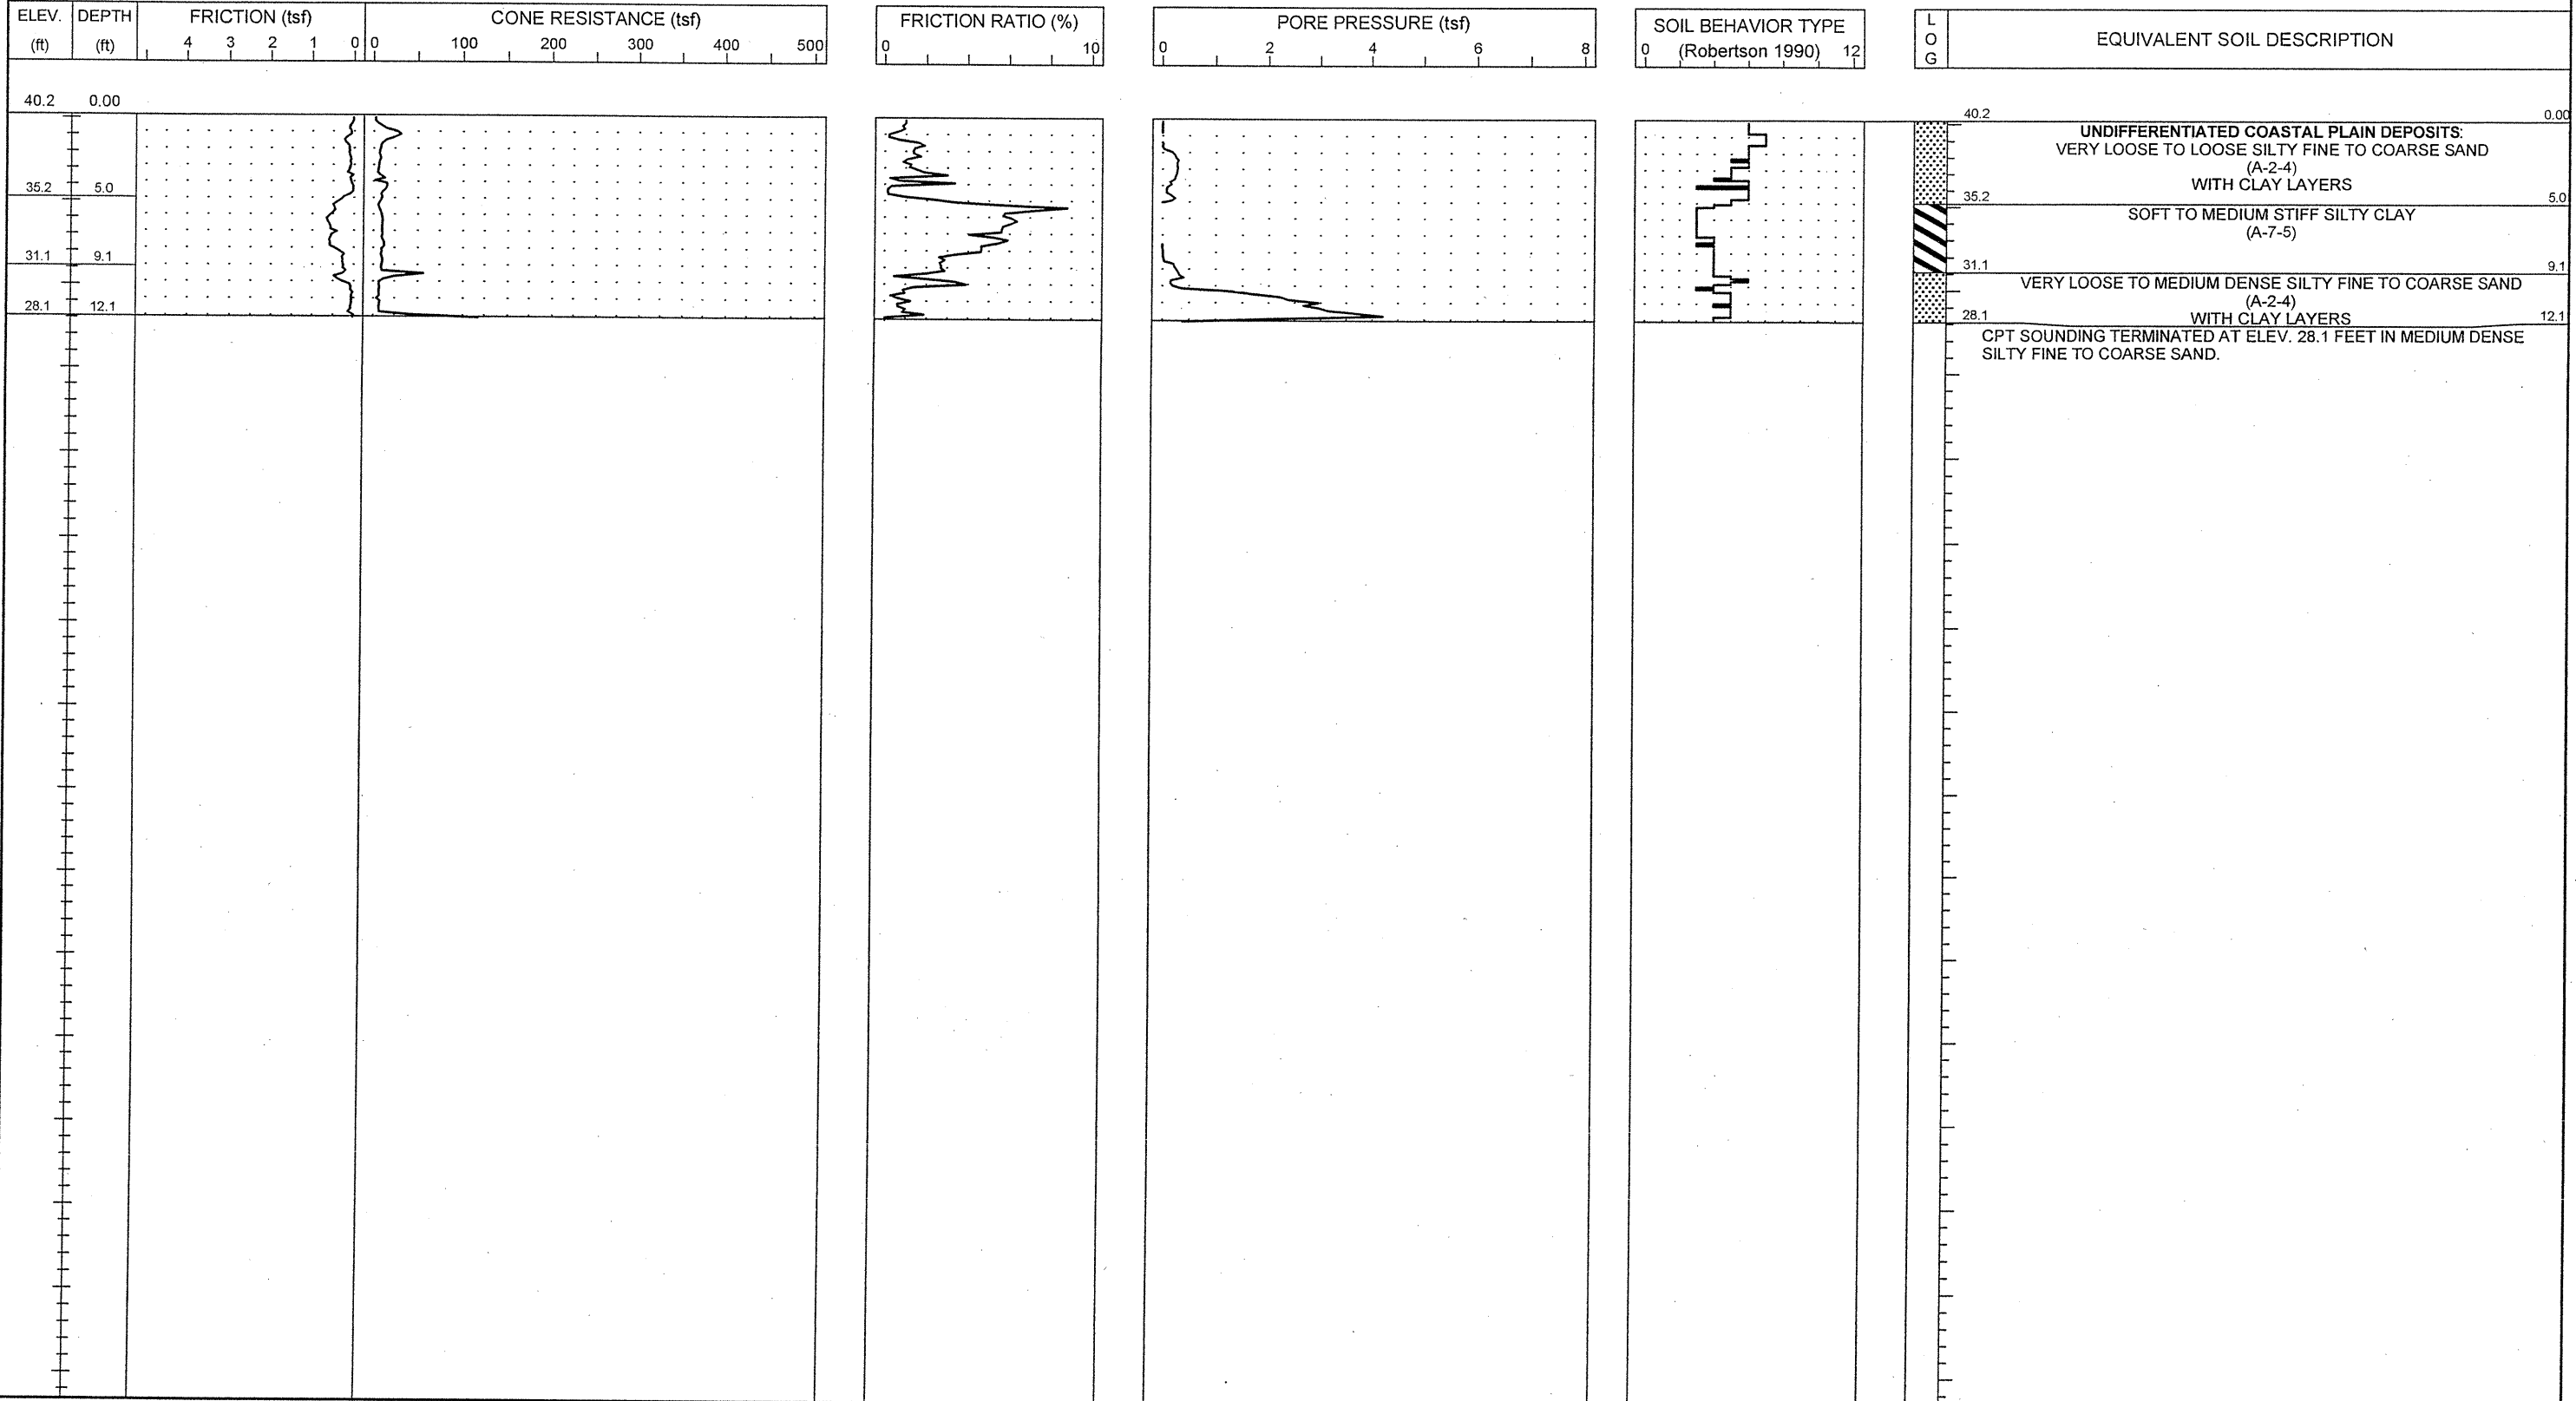 ELEV. DEPTH FRICTION (tsf) CONE RESISTANCE (tsf) FRICTION RATIO (%) PORE PRESSURE (tsf) SOIL BEHAVIOR TYPE L
(ft) (ft) 4 3 2 1 0 0 100 200 300 400 500 0 10 0 2 4 6 8 0 (Robertson 1990) 12 O EQUIVALENT SOIL DESCRIPTION
G
40.2 0.00
40.2 0.00
UNDIFFERENTIATED COASTAL PLAIN DEPOSITS:
VERY LOOSE TO LOOSE SILTY FINE TO COARSE SAND
(A-2-4)
WITH CLAY LAYERS
35.2 5.0
35.2 5.0
SOFT TO MEDIUM STIFF SILTY CLAY
(A-7-5)
31.1 9.1
31.1 9.1
VERY LOOSE TO MEDIUM DENSE SILTY FINE TO COARSE SAND
(A-2-4)
WITH CLAY LAYERS
28.1 12.1
28.1 12.1
CPT SOUNDING TERMINATED AT ELEV. 28.1 FEET IN MEDIUM DENSE
SILTY FINE TO COARSE SAND.